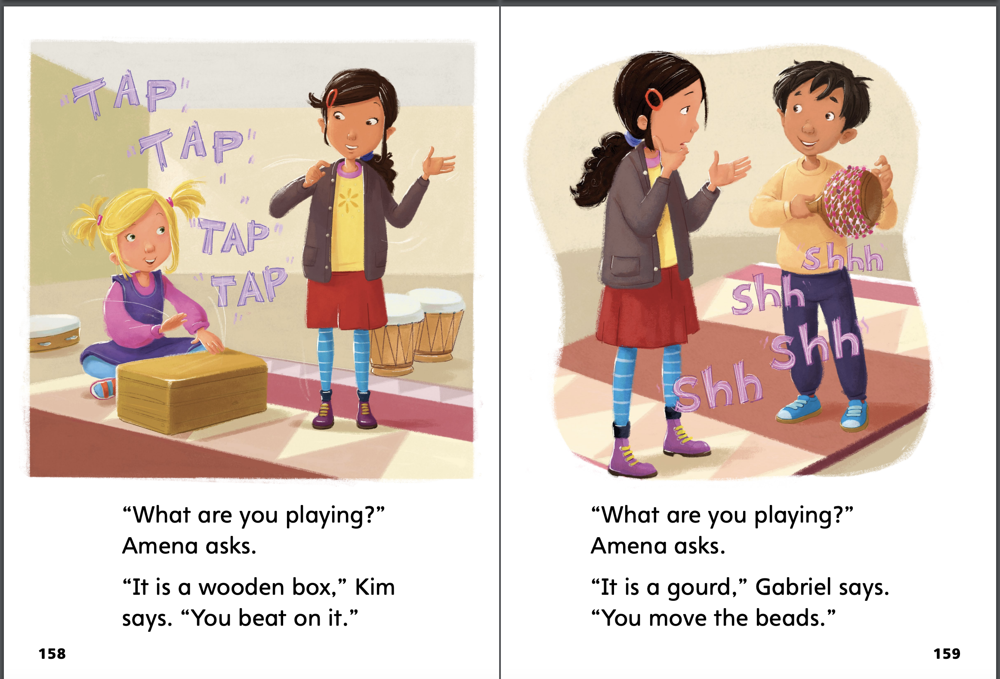 "TAP"
"TAP"
"TAP"
"TAP"
“What are you playing?”
Amena asks.
“It is a wooden box,” Kim
says. “You beat on it.”
158
"shhh"
shh"
"shh"
"shh
“What are you playing?”
Amena asks.
“It is a gourd,” Gabriel says.
“You move the beads.”
159